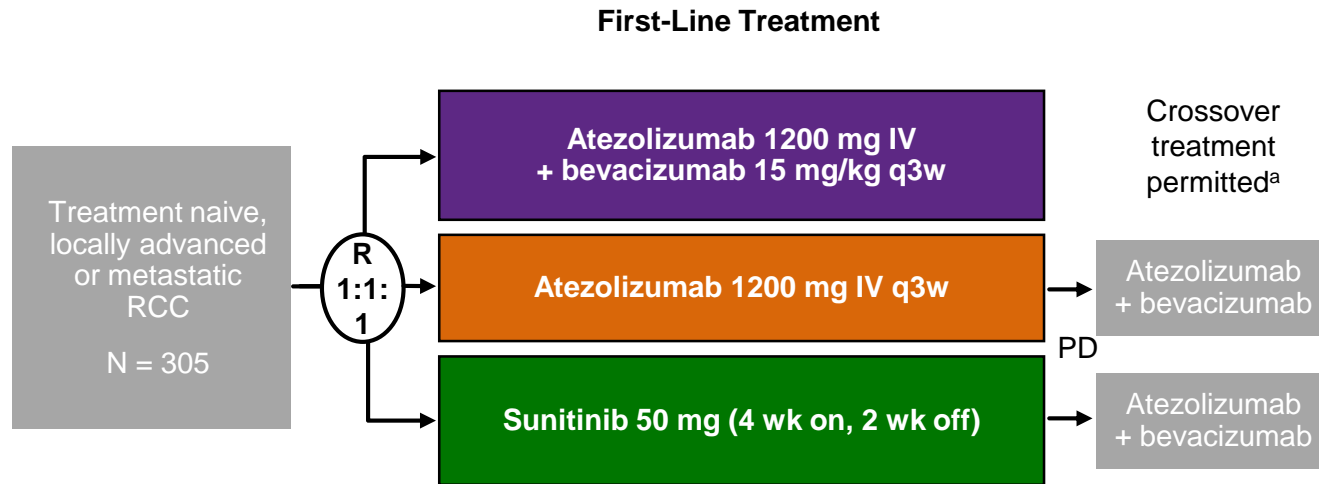 First-Line Treatment
Treatment naive,
locally advanced
or metastatic
RCC
N = 305
R
1:1:
1
Atezolizumab 1200 mg IV
+ bevacizumab 15 mg/kg q3w
Atezolizumab 1200 mg IV q3w
Sunitinib 50 mg (4 wk on, 2 wk off)
Crossover
treatment
permittedᵃ
Atezolizumab
+ bevacizumab
PD
Atezolizumab
+ bevacizumab